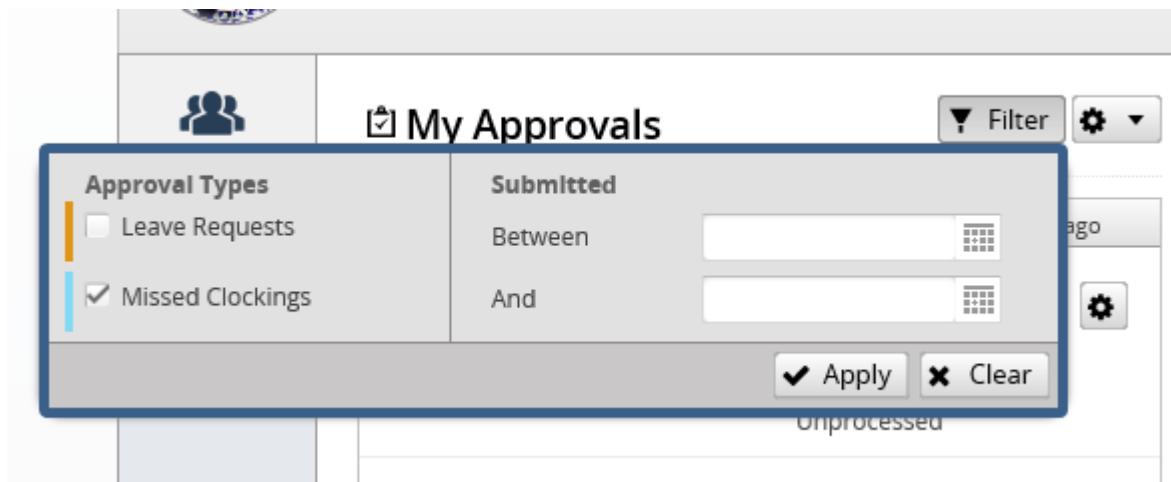 My Approvals
Filter
Approval Types
Submitted
Leave Requests
Between
ago
Missed Clockings
And
Apply
Clear
Unprocessed